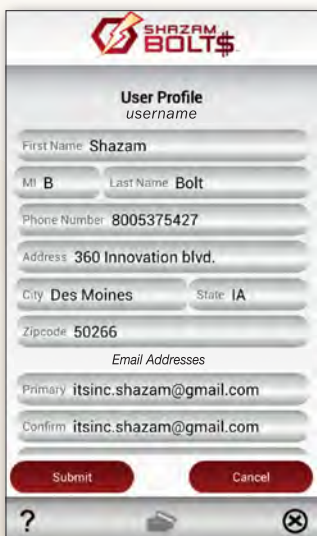 SHAZAM
BOLT$
User Profile
username
First Name Shazam
MI B Last Name Bolt
Phone Number 8005375427
Address 360 Innovation blvd.
City Des Moines State IA
Zipcode 50266
Email Addresses
Primary itsinc.shazam@gmail.com
Confirm itsinc.shazam@gmail.com
Submit Cancel
?